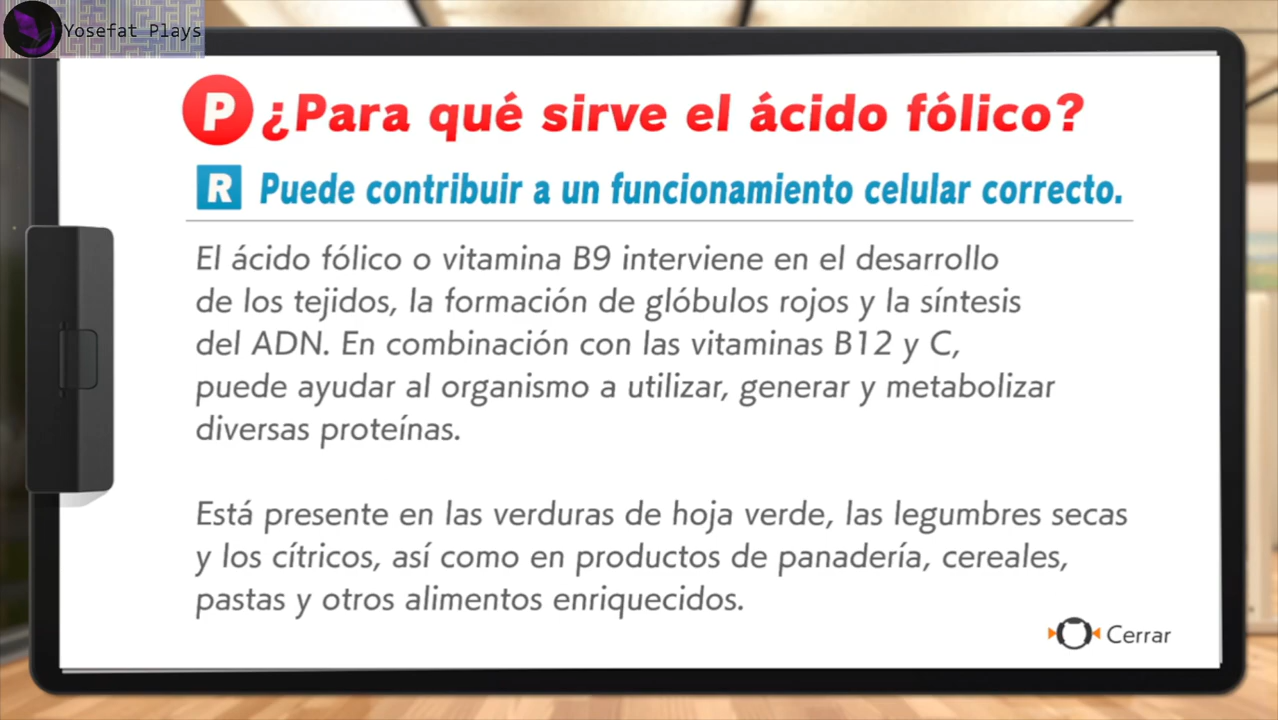 Yosefat Plays
P ¿Para qué sirve el ácido fólico?
R Puede contribuir a un funcionamiento celular correcto.
El ácido fólico o vitamina B9 interviene en el desarrollo
de los tejidos, la formación de glóbulos rojos y la síntesis
del ADN. En combinación con las vitaminas B12 y C,
puede ayudar al organismo a utilizar, generar y metabolizar
diversas proteínas.
Está presente en las verduras de hoja verde, las legumbres secas
y los cítricos, así como en productos de panadería, cereales,
pastas y otros alimentos enriquecidos.
Cerrar